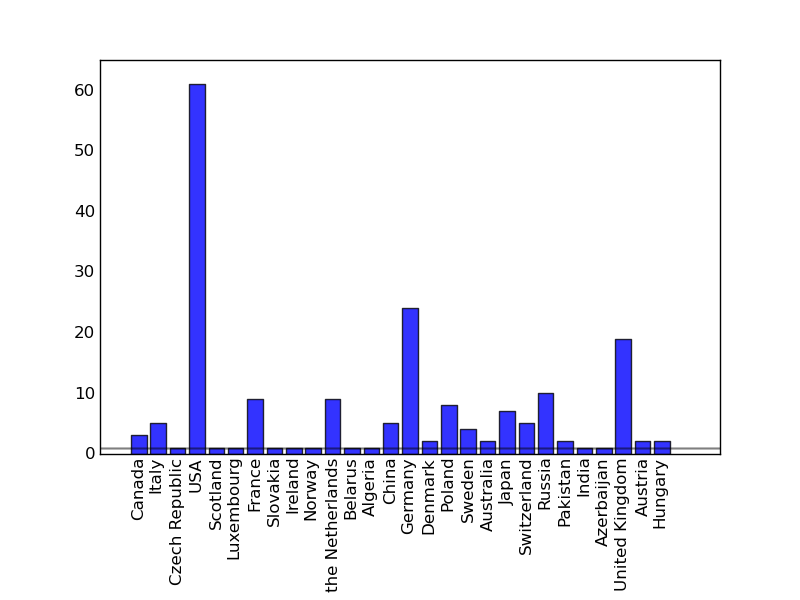 60
50
40
30
20
10
0
Canada
Italy
Czech Republic
USA
Scotland
Luxembourg
France
Slovakia
Ireland
Norway
the Netherlands
Belarus
Algeria
China
Germany
Denmark
Poland
Sweden
Australia
Japan
Switzerland
Russia
Pakistan
India
Azerbaijan
United Kingdom
Austria
Hungary